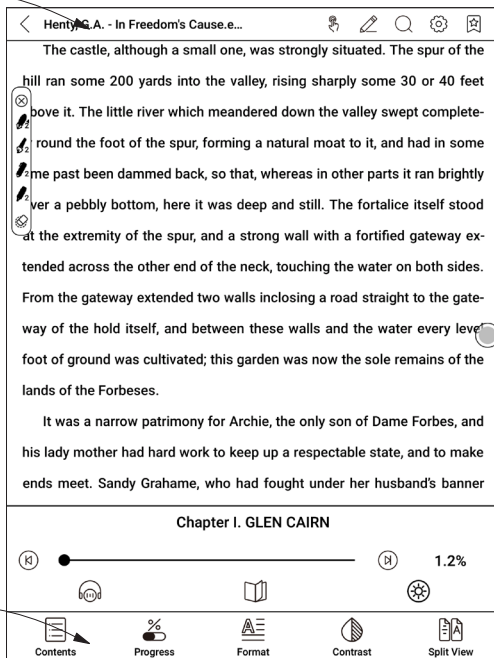 Henty, G.A. - In Freedom's Cause.e...
The castle, although a small one, was strongly situated. The spur of the
hill ran some 200 yards into the valley, rising sharply some 30 or 40 feet
above it. The little river which meandered down the valley swept complete-
round the foot of the spur, forming a natural moat to it, and had in some
me past been dammed back, so that, whereas in other parts it ran brightly
ver a pebbly bottom, here it was deep and still. The fortalice itself stood
at the extremity of the spur, and a strong wall with a fortified gateway ex-
tended across the other end of the neck, touching the water on both sides.
From the gateway extended two walls inclosing a road straight to the gate-
way of the hold itself, and between these walls and the water every level
foot of ground was cultivated; this garden was now the sole remains of the
lands of the Forbeses.
It was a narrow patrimony for Archie, the only son of Dame Forbes, and
his lady mother had hard work to keep up a respectable state, and to make
ends meet. Sandy Grahame, who had fought under her husband's banner
Chapter I. GLEN CAIRN
1.2%
Contents Progress Format Contrast Split View